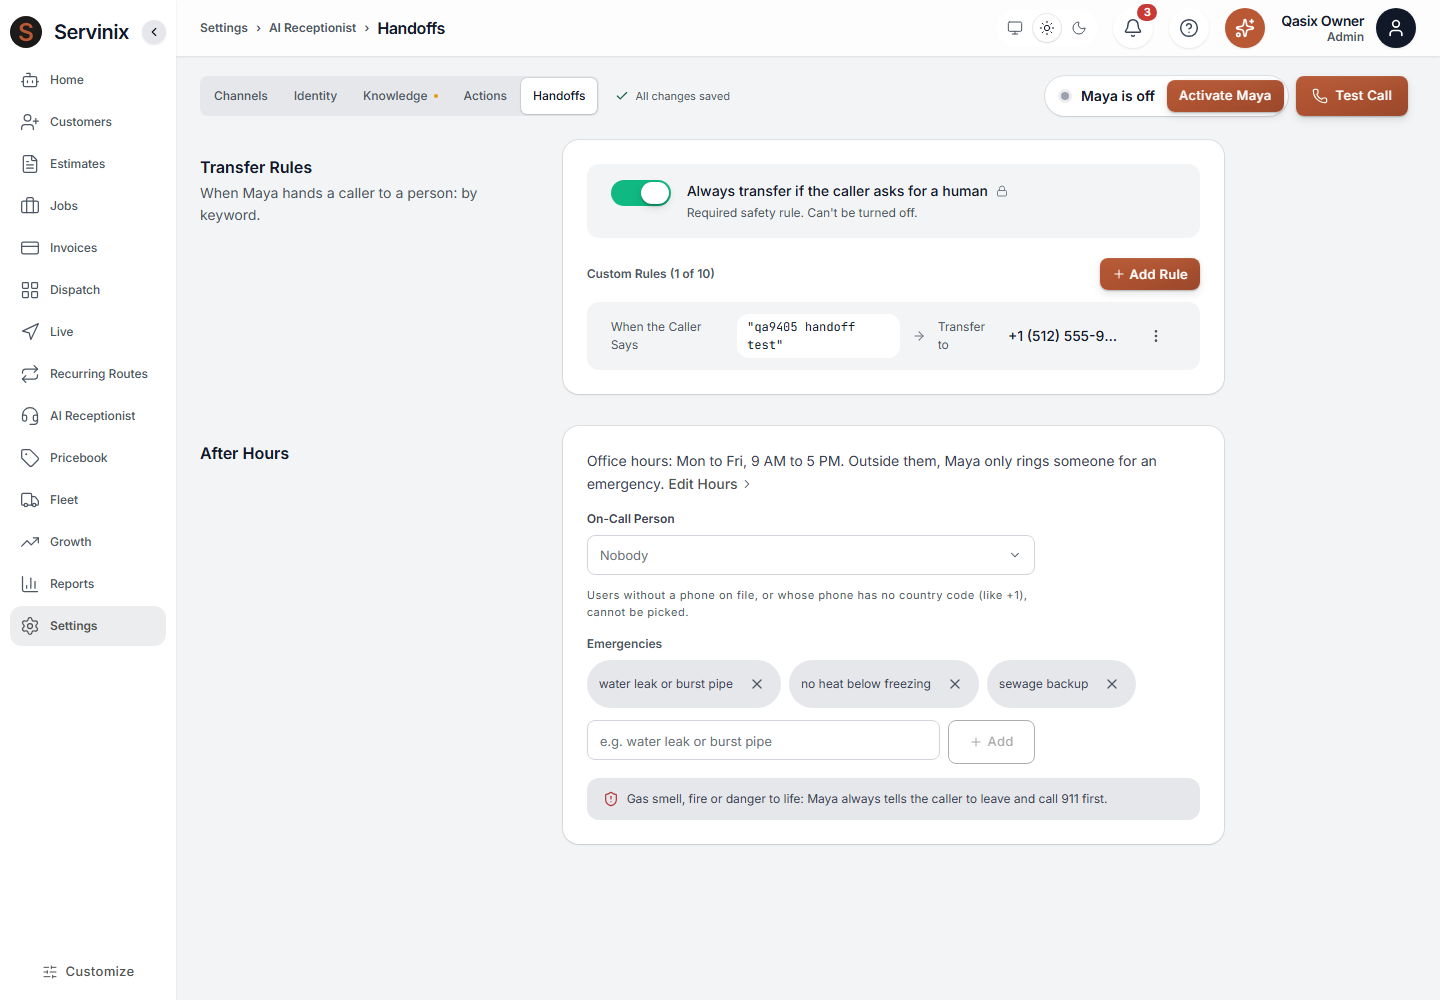 Servinix
Settings › AI Receptionist › Handoffs
3
Qasix Owner
Admin
Home
Customers
Estimates
Jobs
Invoices
Dispatch
Live
Recurring Routes
AI Receptionist
Pricebook
Fleet
Growth
Reports
Settings
Customize
Channels Identity Knowledge Actions Handoffs
All changes saved
Maya is off
Activate Maya
Test Call
Transfer Rules
When Maya hands a caller to a person: by
keyword.
Always transfer if the caller asks for a human
Required safety rule. Can't be turned off.
Custom Rules (1 of 10)
+ Add Rule
When the Caller
Says
"qa9405 handoff
test"
→
Transfer
to
+1 (512) 555-9...
After Hours
Office hours: Mon to Fri, 9 AM to 5 PM. Outside them, Maya only rings someone for an
emergency. Edit Hours ›
On-Call Person
Nobody
Users without a phone on file, or whose phone has no country code (like +1),
cannot be picked.
Emergencies
water leak or burst pipe
no heat below freezing
sewage backup
e.g. water leak or burst pipe
+ Add
Gas smell, fire or danger to life: Maya always tells the caller to leave and call 911 first.